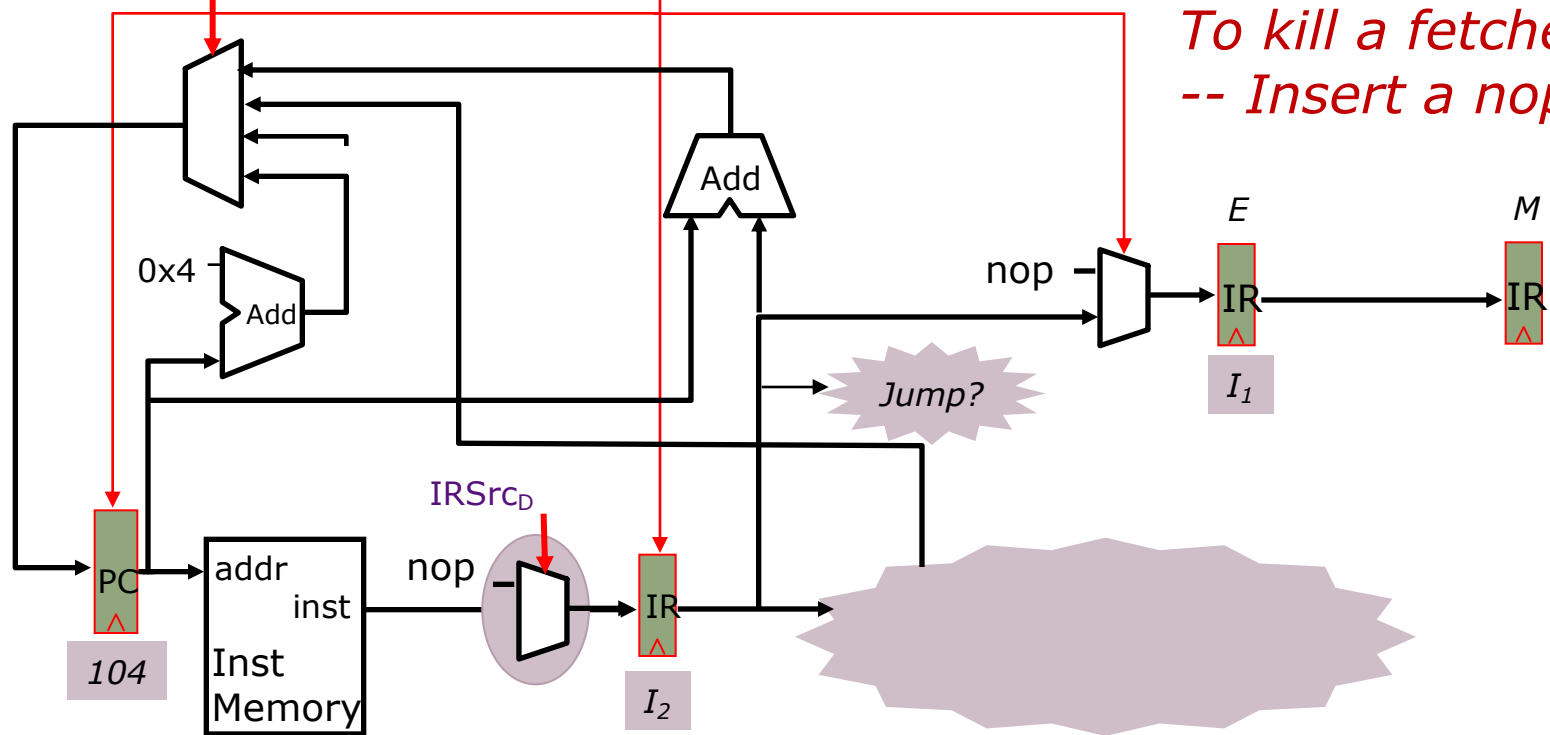 To kill a fetche
-- Insert a nop
Add
E
M
0x4
Add
nop
IR
IR
Jump?
I1
IRSrcD
PC
addr
inst
Inst
Memory
nop
IR
104
I2